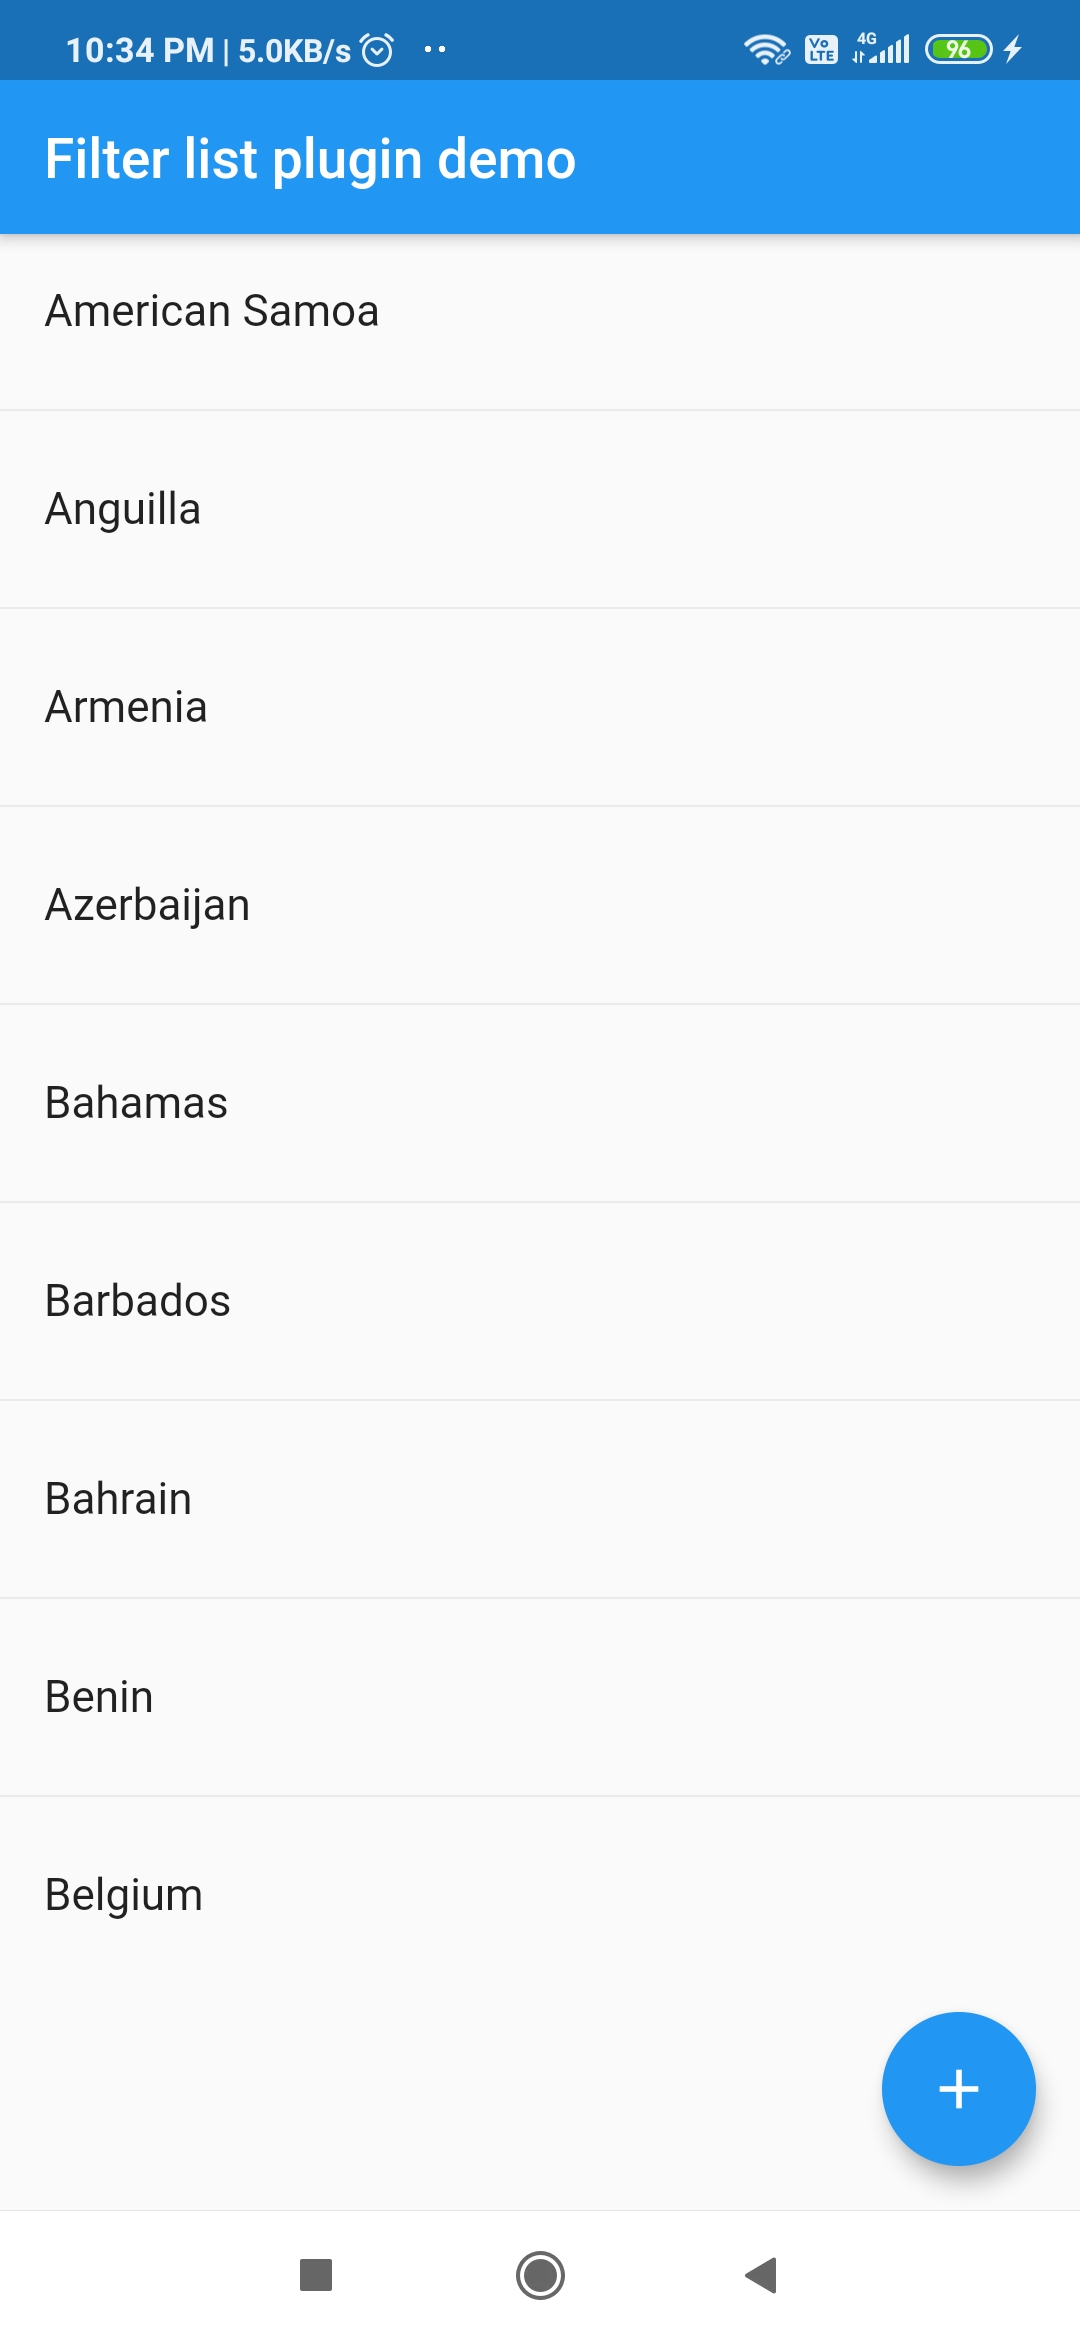 10:34 PM | 5.0KB/s
Vo LTE
4G
96
Filter list plugin demo
American Samoa
Anguilla
Armenia
Azerbaijan
Bahamas
Barbados
Bahrain
Benin
Belgium